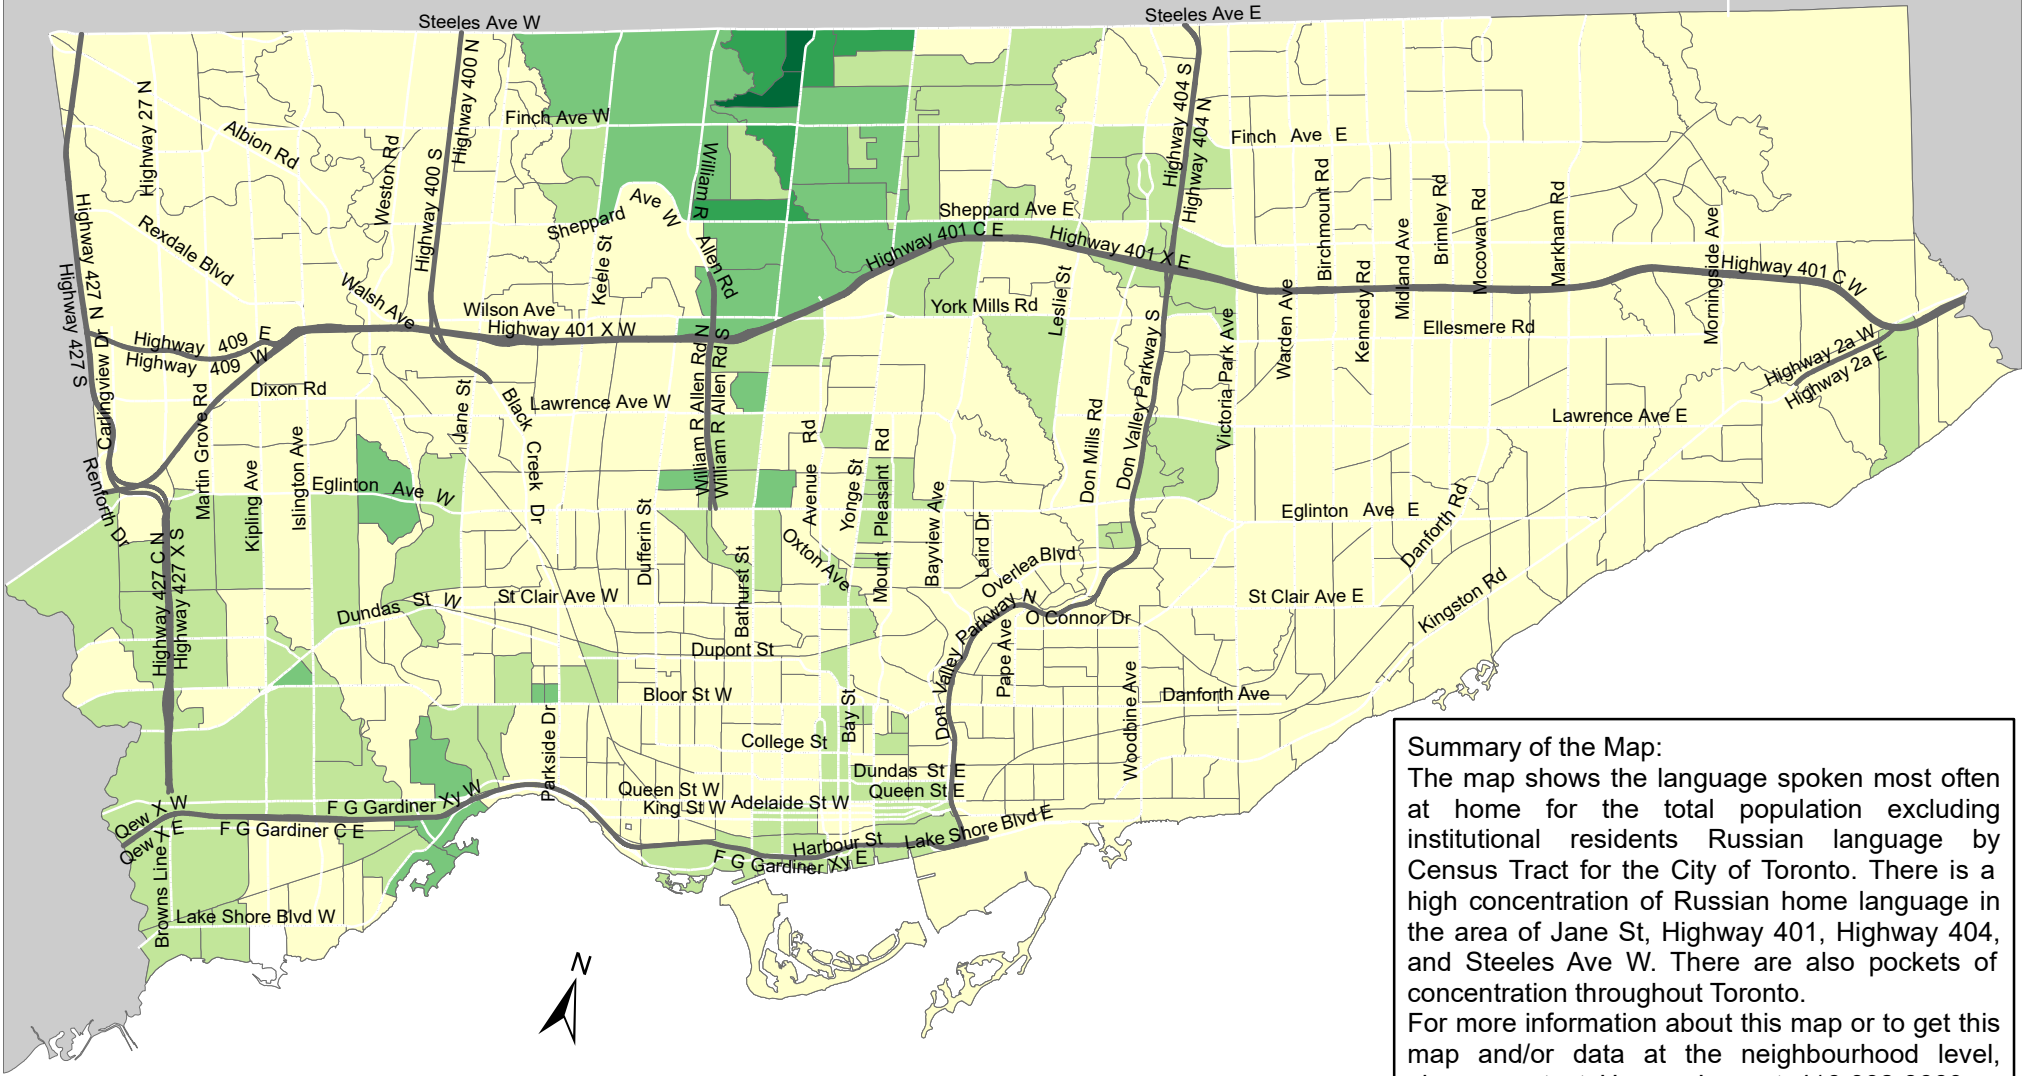 Steeles Ave W
Steeles Ave E
Highway 27 N
Albion Rd
Weston Rd
Highway 400 N
Highway 400 S
Finch Ave W
William R
Allen Rd
Highway 404 S
Highway 404 N
Finch Ave E
Highway 427 N
Highway 427 S
Rexdale Blvd
Sheppard Ave W
Keele St
Sheppard Ave E
Highway 401 C E
Highway 401 X E
Birchmount Rd
Brimley Rd
Mccowan Rd
Markham Rd
Midland Ave
Kennedy Rd
Warden Ave
Morningside Ave
Highway 401 C W
Walsh Ave
Wilson Ave
Highway 401 X W
York Mills Rd
Leslie St
Ellesmere Rd
Highway 409 E
Highway 409 W
Carlingview Dr
Dixon Rd
Martin Grove Rd
Jane St
Black Creek Dr
Lawrence Ave W
William R Allen Rd N
William R Allen Rd S
Don Mills Rd
Don Valley Parkway S
Victoria Park Ave
Highway 2a W
Highway 2a E
Lawrence Ave E
Renforth Dr
Kipling Ave
Islington Ave
Eglinton Ave W
Dufferin St
Bathurst St
Avenue Rd
Oxton Ave
Yonge St
Mount Pleasant Rd
Bayview Ave
Laird Dr
Overlea Blvd
Eglinton Ave E
Danforth Rd
Highway 427 C N
Highway 427 X S
Dundas St W
St Clair Ave W
St Clair Ave E
Kingston Rd
O Connor Dr
Don Valley Parkway N
Pape Ave
Dupont St
Bloor St W
Danforth Ave
Woodbine Ave
Parkside Dr
Bay St
College St
Dundas St E
Queen St E
Queen St W
King St W
Adelaide St W
Harbour St
Lake Shore Blvd E
F G Gardiner Xy W
F G Gardiner C E
F G Gardiner Xy E
Qew X W
Qew X E
Browns Line
Lake Shore Blvd W
N
Summary of the Map:
The map shows the language spoken most often
at home for the total population excluding
institutional residents Russian language by
Census Tract for the City of Toronto. There is a
high concentration of Russian home language in
the area of Jane St, Highway 401, Highway 404,
and Steeles Ave W. There are also pockets of
concentration throughout Toronto.
For more information about this map or to get this
map and/or data at the neighbourhood level,